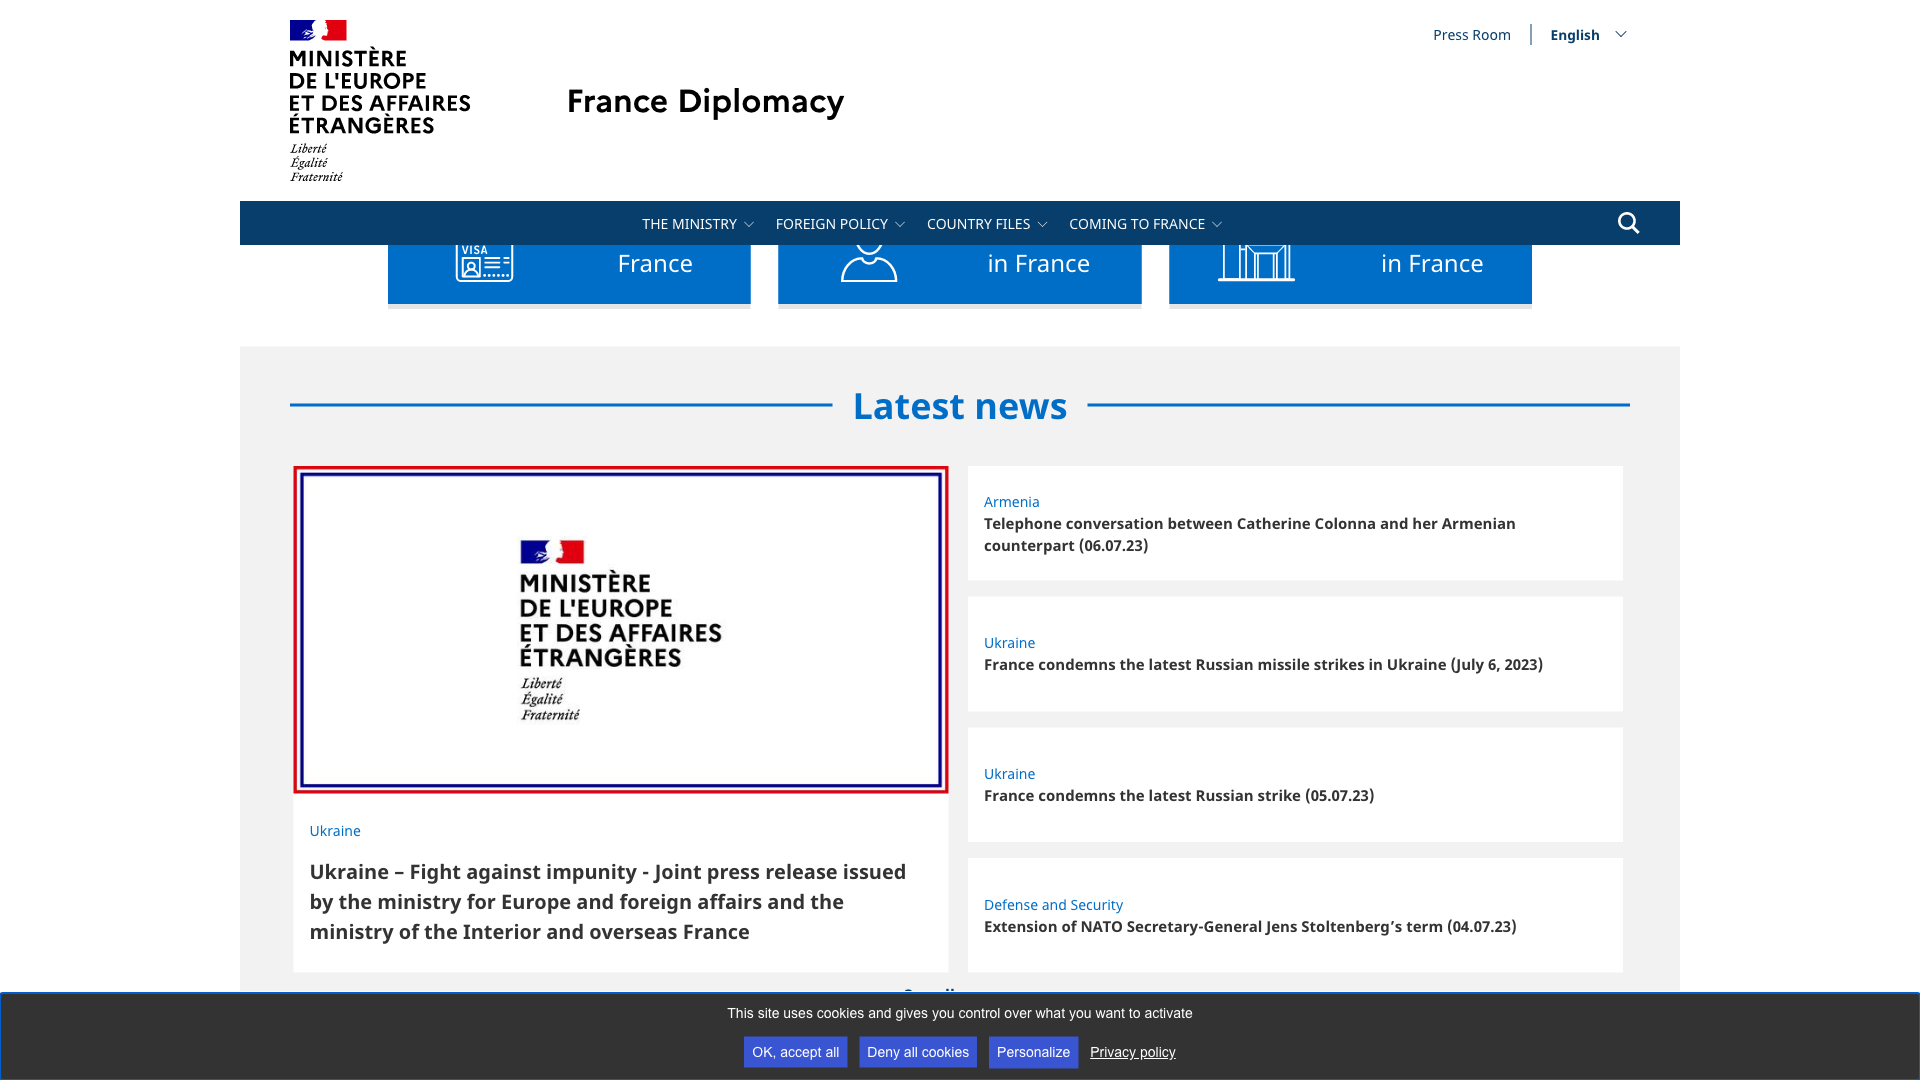 MINISTÈRE
DE L'EUROPE
ET DES AFFAIRES
ÉTRANGÈRES
Liberté
Égalité
Fraternité
France Diplomacy
Press Room
English
THE MINISTRY
FOREIGN POLICY
COUNTRY FILES
COMING TO FRANCE
VISA
France
in France
in France
Latest news
MINISTÈRE
DE L'EUROPE
ET DES AFFAIRES
ÉTRANGÈRES
Liberté
Égalité
Fraternité
Ukraine
Ukraine – Fight against impunity - Joint press release issued
by the ministry for Europe and foreign affairs and the
ministry of the Interior and overseas France
Armenia
Telephone conversation between Catherine Colonna and her Armenian
counterpart (06.07.23)
Ukraine
France condemns the latest Russian missile strikes in Ukraine (July 6, 2023)
Ukraine
France condemns the latest Russian strike (05.07.23)
Defense and Security
Extension of NATO Secretary-General Jens Stoltenberg’s term (04.07.23)
This site uses cookies and gives you control over what you want to activate
OK, accept all
Deny all cookies
Personalize
Privacy policy